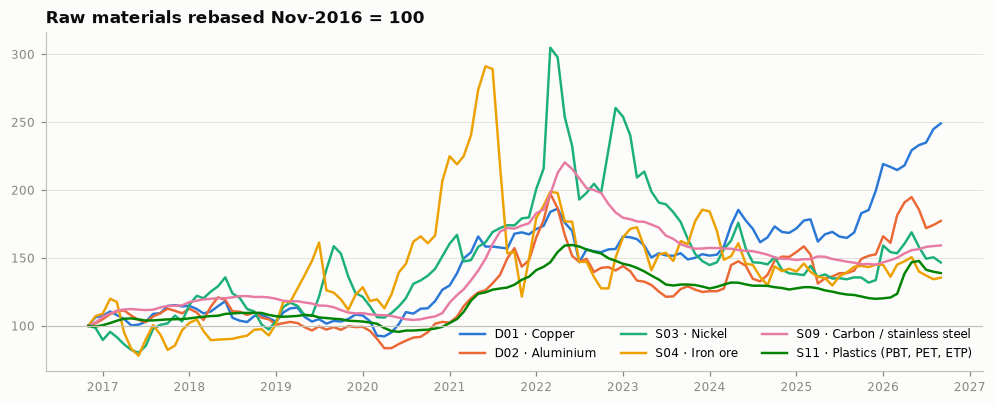 Raw materials rebased Nov-2016 = 100
300
250
200
150
100
D01 · Copper
D02 · Aluminium
S03 · Nickel
S04 · Iron ore
S09 · Carbon / stainless steel
S11 · Plastics (PBT, PET, ETP)
2017 2018 2019 2020 2021 2022 2023 2024 2025 2026 2027